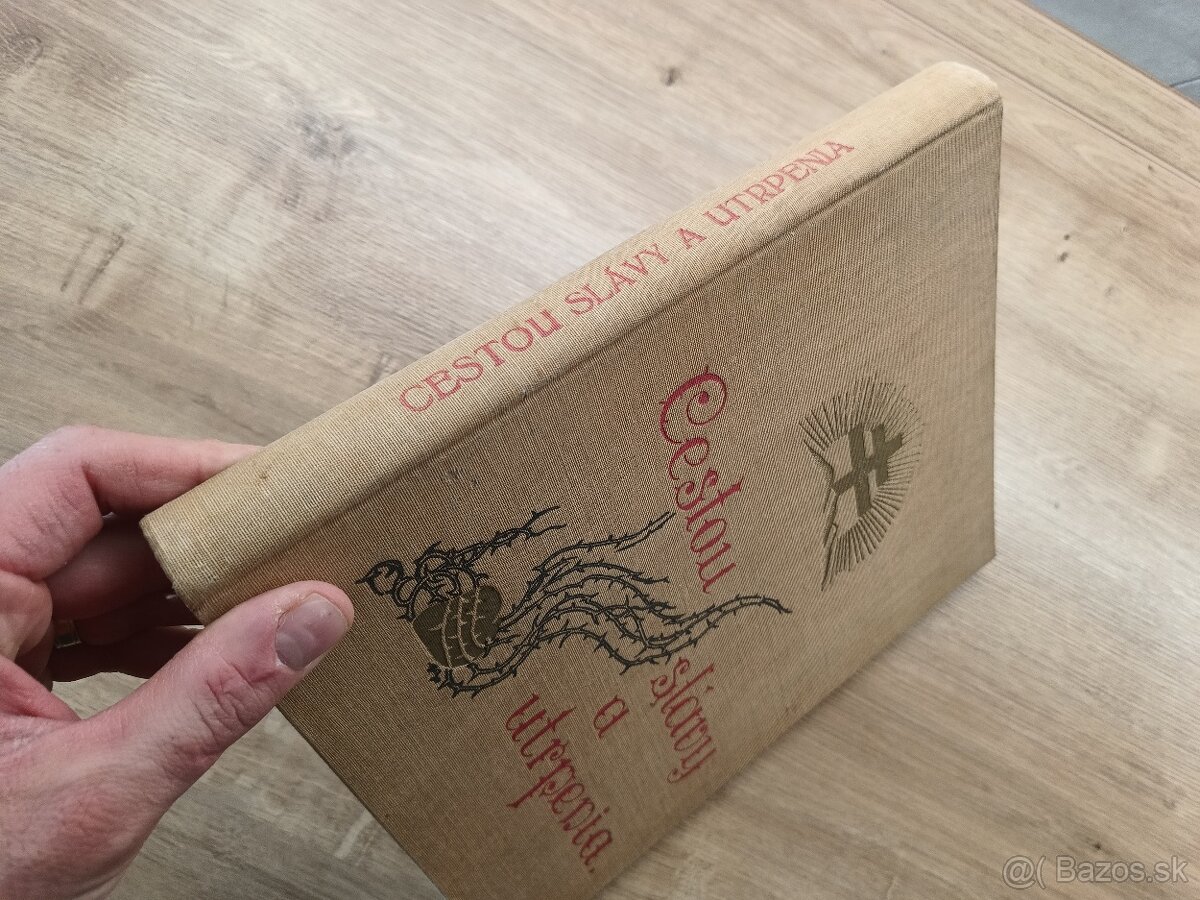 CESTOU SLÁVY A UTRPENIA
Cestou
slávy
a
utrpenia.
@( Bazos.sk